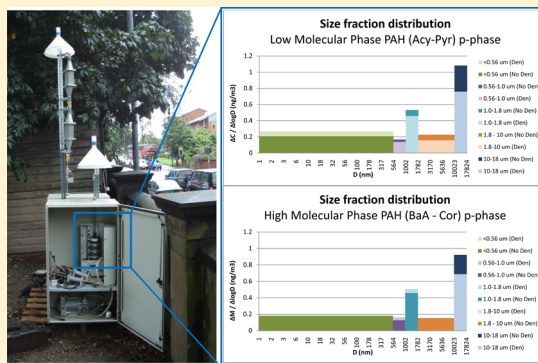 Size fraction distribution
Low Molecular Phase PAH (Acy-Pyr) p-phase
ΔC / ΔlogD (ng/m3)
1.4
1.2
1
0.8
0.6
0.4
0.2
0
1
3
6
10
18
32
56
100
178
317
564
1002
1782
3170
5636
10023
17824
D (nm)
<0.56 um (Den)
<0.56 um (No Den)
0.56-1.0 um (No Den)
0.56-1.0 um (Den)
1.0-1.8 um (No Den)
1.0-1.8 um (Den)
1.8 - 10 um (No Den)
1.8-10 um (Den)
10-18 um (No Den)
10-18 um (Den)
Size fraction distribution
High Molecular Phase PAH (BaA - Cor) p-phase
ΔM / ΔlogD (ng/m3)
1.4
1.2
1
0.8
0.6
0.4
0.2
0
1
3
6
10
18
32
56
100
178
317
564
1002
1782
3170
5636
10023
17824
D (nm)
<0.56 um (Den)
<0.56 um (No Den)
0.56-1.0 um (Den)
0.56-1.0 um (No Den)
1.0-1.8 um (Den)
1.0-1.8 um (No Den)
1.8-10 um (Den)
1.8 - 10 um (No Den)
10-18 um (No Den)
10-18 um (Den)